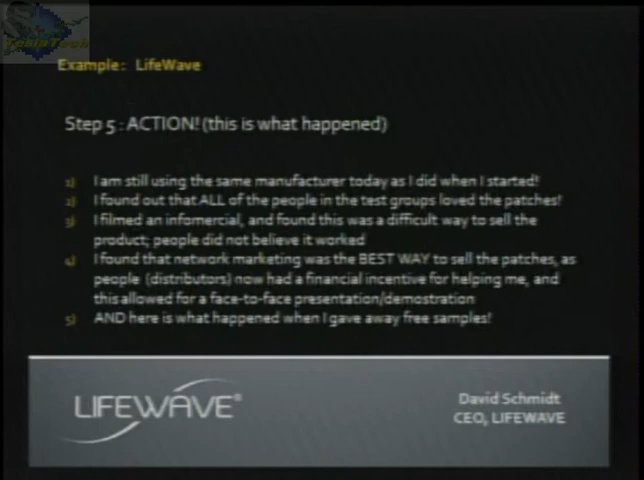 TeslaTech
Example: LifeWave
Step 5 : ACTION! (this is what happened)
1) I am still using the same manufacturer today as I did when I started!
2) I found out that ALL of the people in the test groups loved the patches!
3) I filmed an infomercial, and found this was a difficult way to sell the
product; people did not believe it worked
4) I found that network marketing was the BEST WAY to sell the patches, as
people (distributors) now had a financial incentive for helping me, and
this allowed for a face-to-face presentation/demostration
5) AND here is what happened when I gave away free samples!
LIFEWAVE®
David Schmidt
CEO, LIFEWAVE